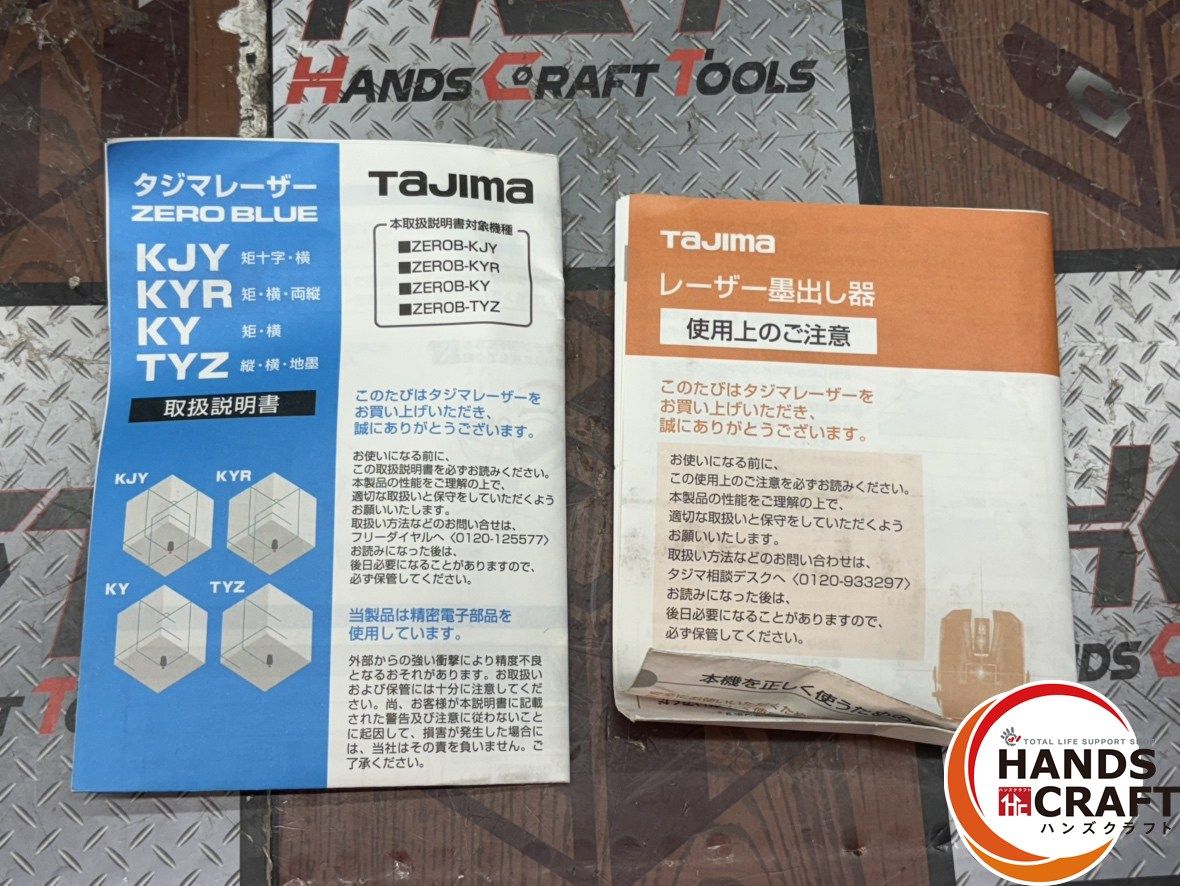 HANDS CRAFT TOOLS
タジマレーザー
ZERO BLUE
KJY 矩十字・横
KYR 矩・横・両縦
KY 矩・横
TYZ 縦・横・地墨
取扱説明書
KJY KYR
KY TYZ
TAJIMA
本取扱説明書対象機種
■ZEROB-KJY
■ZEROB-KYR
■ZEROB-KY
■ZEROB-TYZ
このたびはタジマレーザーを
お買い上げいただき、
誠にありがとうございます。
お使いになる前に、
この取扱説明書を必ずお読みください。
本製品の性能をご理解の上で、
適切な取扱いと保守をしていただくよう
お願いいたします。
取扱い方法などのお問い合せは、
フリーダイヤルへ〈0120-125577〉
お読みになった後は、
後日必要になることがありますので、
必ず保管してください。
当製品は精密電子部品を
使用しています。
外部からの強い衝撃により精度不良
となるおそれがあります。お取扱い
および保管には十分に注意してくだ
さい。尚、お客様が本説明書に記載
された警告及び注意に従わないこと
に起因して、損害が発生した場合に
は、当社はその責を負いません。ご
了承ください。
TAJIMA
レーザー墨出し器
使用上のご注意
このたびはタジマレーザーを
お買い上げいただき、
誠にありがとうございます。
お使いになる前に、
この使用上のご注意を必ずお読みください。
本製品の性能をご理解の上で、
適切な取扱いと保守をしていただくよう
お願いいたします。
取扱い方法などのお問い合わせは、
タジマ相談デスクへ〈0120-933297〉
お読みになった後は、
後日必要になることがありますので、
必ず保管してください。
本機を正しく使うための
TOTAL LIFE SUPPORT SHOP
HANDS
ハンズクラフト
CRAFT
ハンズクラフト